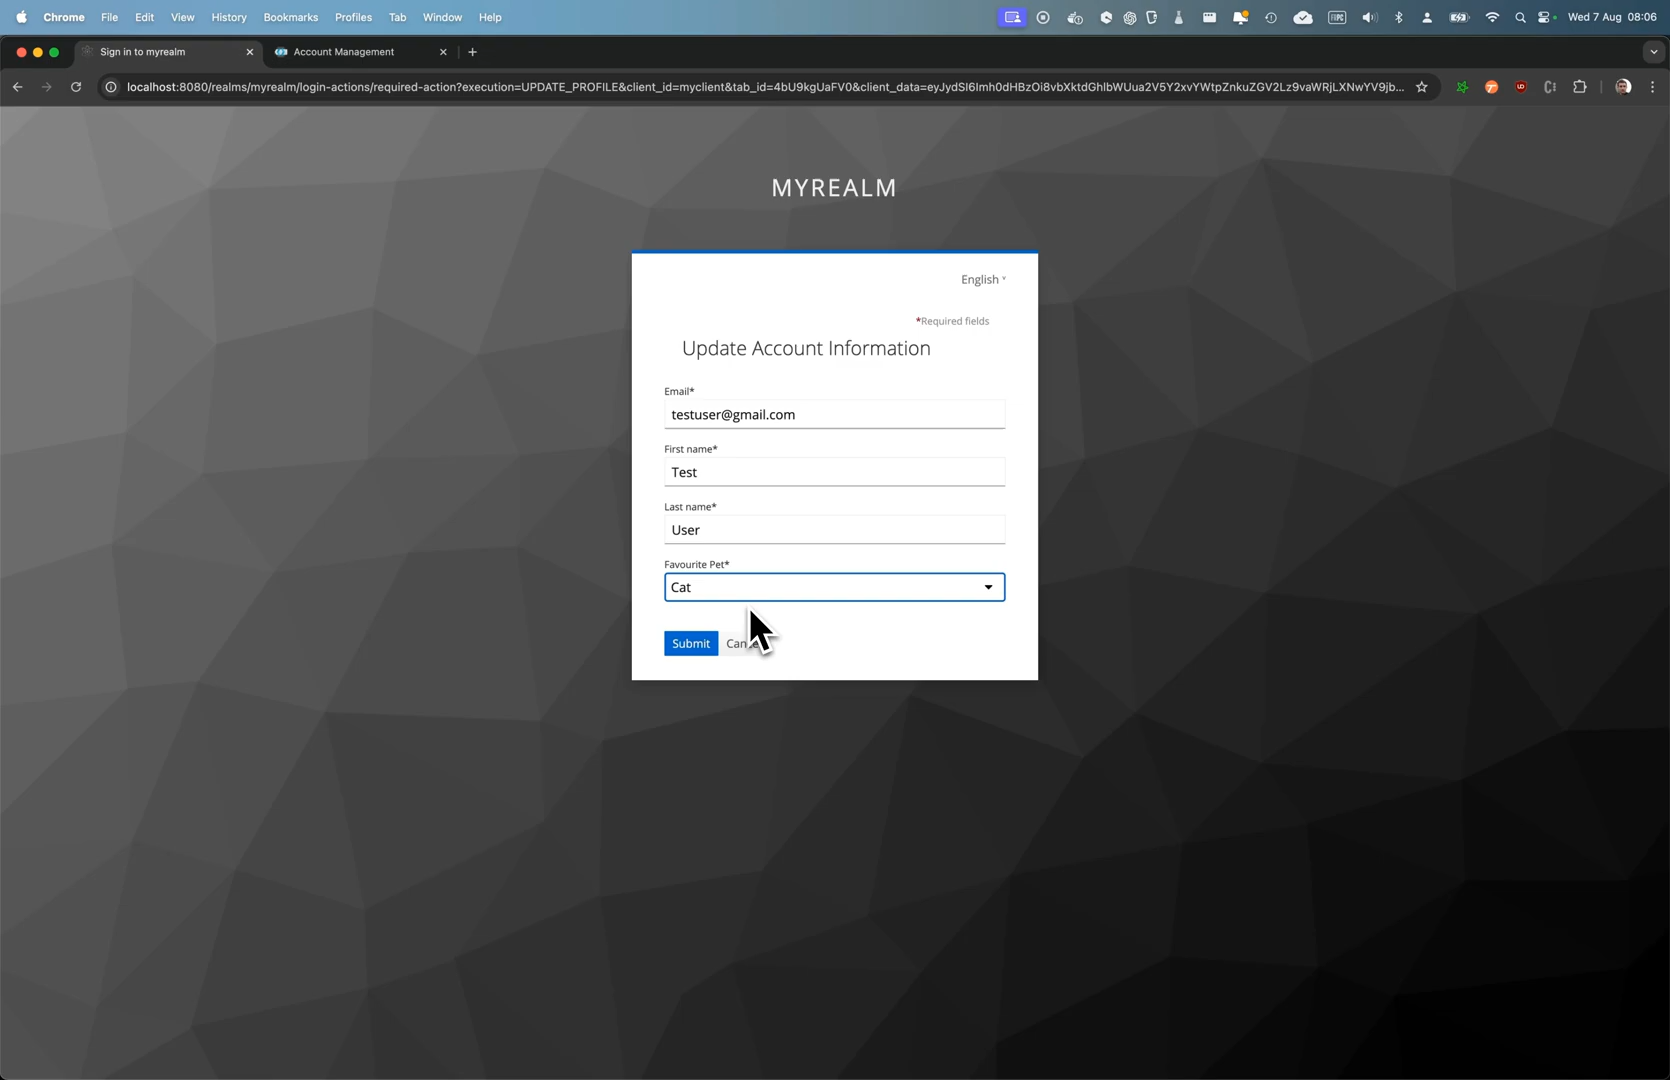 Chrome File Edit View History Bookmarks Profiles Tab Window Help Wed 7 Aug 08:06
Sign in to myrealm Account Management
localhost:8080/realms/myrealm/login-actions/required-action?execution=UPDATE_PROFILE&client_id=myclient&tab_id=4bU9kgUaFV0&client_data=eyJydSI6Imh0dHBzOi8vbXktdGhlbWUua2V5Y2xvYWtpZnkuZGV2Lz9vaWRjLXNwYV9jb...
MYREALM
English
*Required fields
Update Account Information
Email*
testuser@gmail.com
First name*
Test
Last name*
User
Favourite Pet*
Cat
Submit